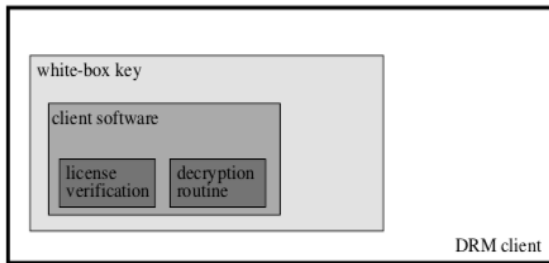 white-box key
client software
license
verification
decryption
routine
DRM client